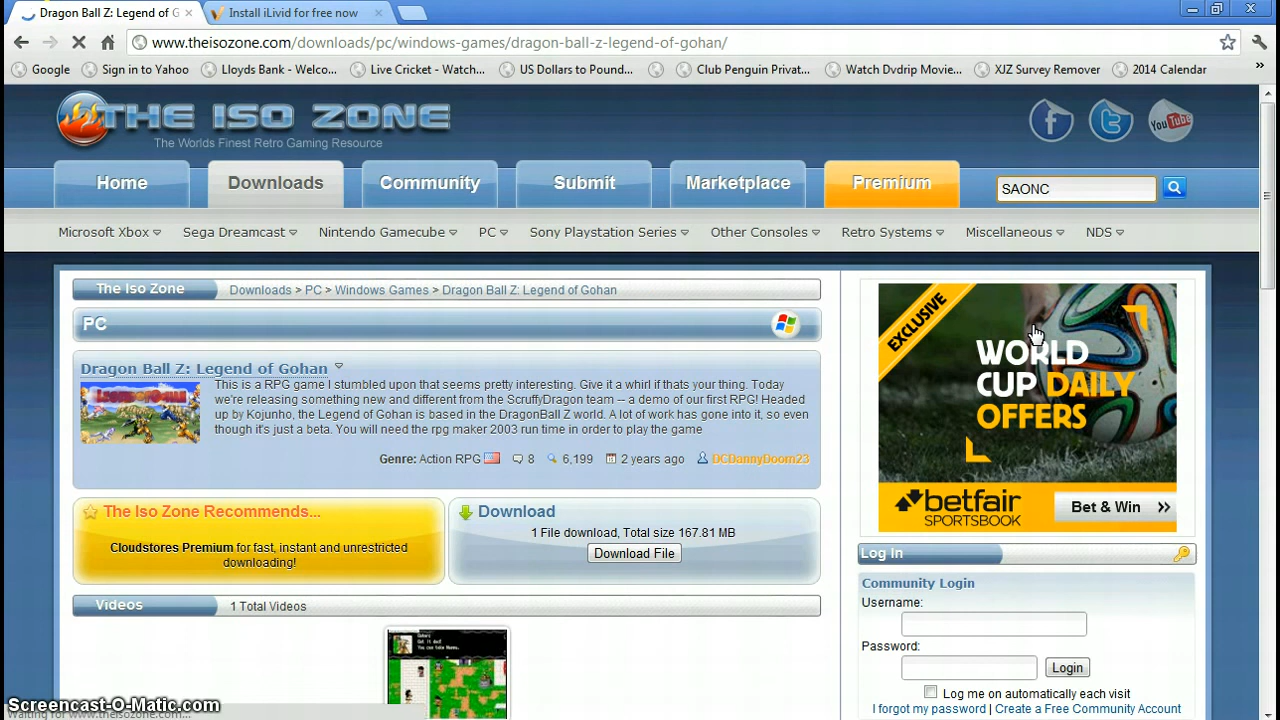 Dragon Ball Z: Legend of G
Install iLivid for free now
www.theisozone.com/downloads/pc/windows-games/dragon-ball-z-legend-of-gohan/
Google Sign in to Yahoo Lloyds Bank - Welco... Live Cricket - Watch... US Dollars to Pound... Club Penguin Privat... Watch Dvdrip Movie... XJZ Survey Remover 2014 Calendar
THE ISO ZONE
The Worlds Finest Retro Gaming Resource
f t You Tube
Home Downloads Community Submit Marketplace Premium SAONC
Microsoft Xbox Sega Dreamcast Nintendo Gamecube PC Sony Playstation Series Other Consoles Retro Systems Miscellaneous NDS
The Iso Zone Downloads > PC > Windows Games > Dragon Ball Z: Legend of Gohan
PC
Dragon Ball Z: Legend of Gohan
This is a RPG game I stumbled upon that seems pretty interesting. Give it a whirl if thats your thing. Today
we're releasing something new and different from the ScruffyDragon team -- a demo of our first RPG! Headed
up by Kojunho, the Legend of Gohan is based in the DragonBall Z world. A lot of work has gone into it, so even
though it's just a beta. You will need the rpg maker 2003 run time in order to play the game
Genre: Action RPG 8 6,199 2 years ago DCDannyDoom23
The Iso Zone Recommends...
Cloudstores Premium for fast, instant and unrestricted
downloading!
Download
1 File download, Total size 167.81 MB
Download File
Videos 1 Total Videos
EXCLUSIVE
WORLD
CUP DAILY
OFFERS
betfair
SPORTSBOOK
Bet & Win >>
Log In
Community Login
Username:
Password:
Login
Log me on automatically each visit
I forgot my password | Create a Free Community Account
Screencast-O-Matic.com
Waiting for www.theisozone.com...